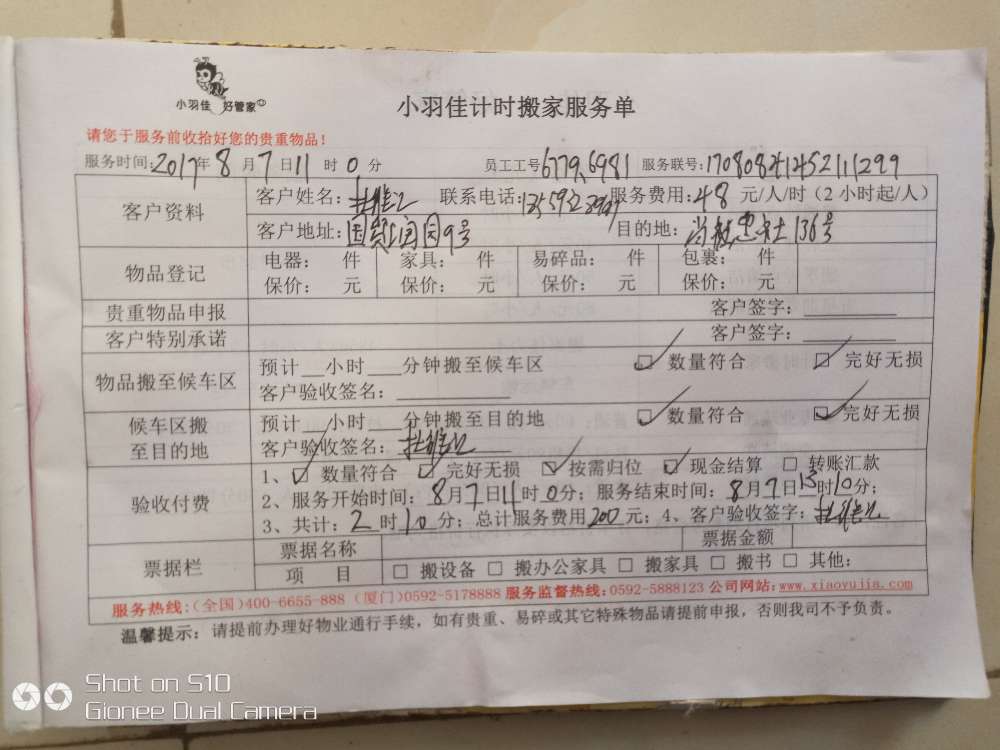 小羽佳 好管家
小羽佳计时搬家服务单
请您于服务前收拾好您的贵重物品！
服务时间：2017年8月7日11时0分 员工工号6779、6981 服务联号：
客户资料 客户姓名： 联系电话： 服务费用：48元/人/时（2小时起/人）
客户地址：国贸润园9号 目的地： 136号
物品登记 电器： 件 家具： 件 易碎品： 件 包裹： 件
保价： 元 保价： 元 保价： 元 保价： 元
贵重物品申报 客户签字：
客户特别承诺 客户签字：
物品搬至候车区 预计__小时___分钟搬至候车区 ☑ 数量符合 ☑ 完好无损
客户验收签名：
候车区搬至目的地 预计___小时___分钟搬至目的地 ☑ 数量符合 ☑ 完好无损
客户验收签名：
验收付费 1、☑ 数量符合 ☑ 完好无损 ☑ 按需归位 ☑ 现金结算 □ 转账汇款
2、服务开始时间：8月7日11时0分；服务结束时间：8月7日13时10分；
3、共计：2时10分；总计服务费用200元；4、客户验收签字：
票据栏 票据名称 票据金额
项 目 □ 搬设备 □ 搬办公家具 □ 搬家具 □ 搬书 □ 其他：
服务热线：（全国）400-6655-888（厦门）0592-5178888 服务监督热线：0592-5888123 公司网站：www.xiaoyujia.com
温馨提示：请提前办理好物业通行手续，如有贵重、易碎或其它特殊物品请提前申报，否则我司不予负责。
Shot on S10
Gionee Dual Camera